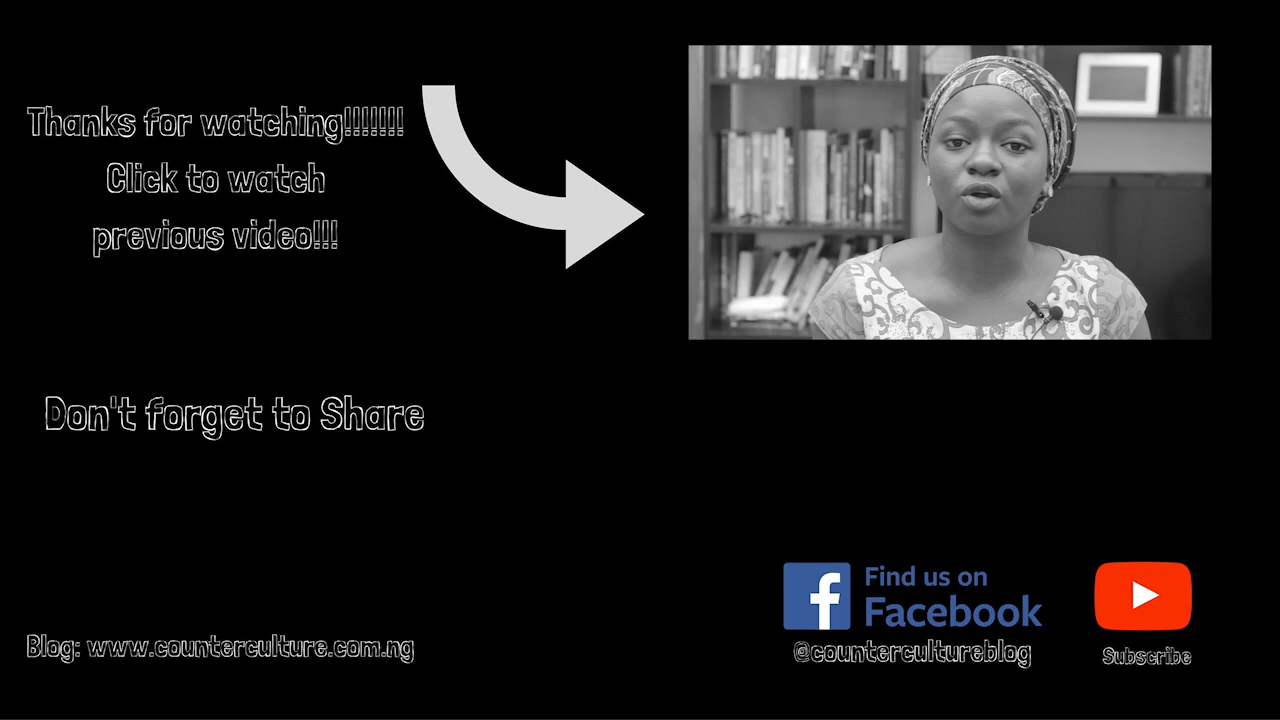 Thanks for watching!!!!!!!
Click to watch
previous video!!!
Don't forget to Share
Find us on
Facebook
@countercultureblog
Subscribe
Blog: www.counterculture.com.ng